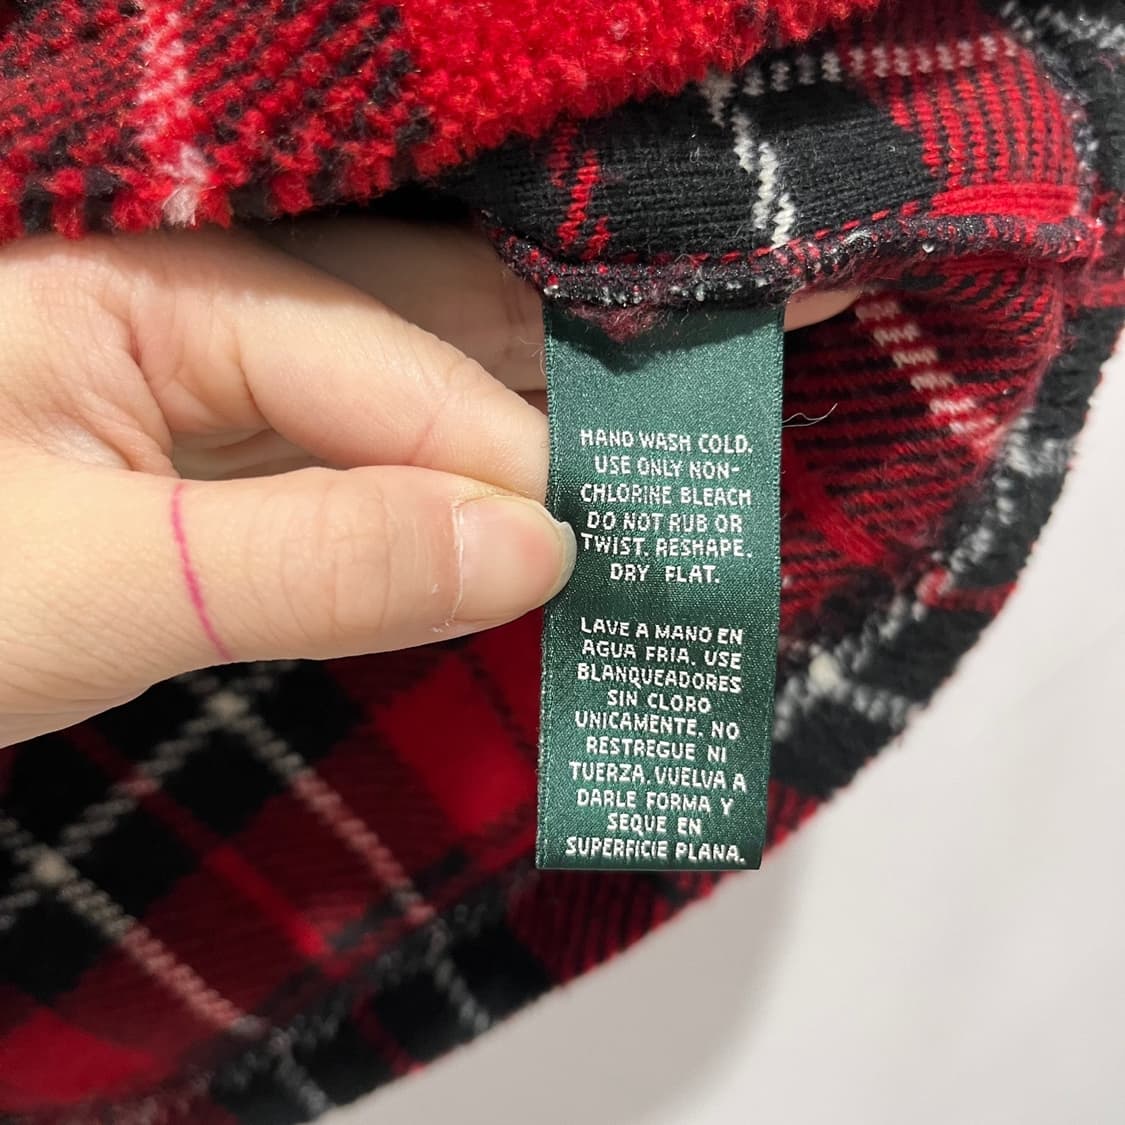 HAND WASH COLD.
USE ONLY NON-
CHLORINE BLEACH
DO NOT RUB OR
TWIST. RESHAPE.
DRY FLAT.
LAVE A MANO EN
AGUA FRIA. USE
BLANQUEADORES
SIN CLORO
UNICAMENTE. NO
RESTREGUE NI
TUERZA. VUELVA A
DARLE FORMA Y
SEQUE EN
SUPERFICIE PLANA.